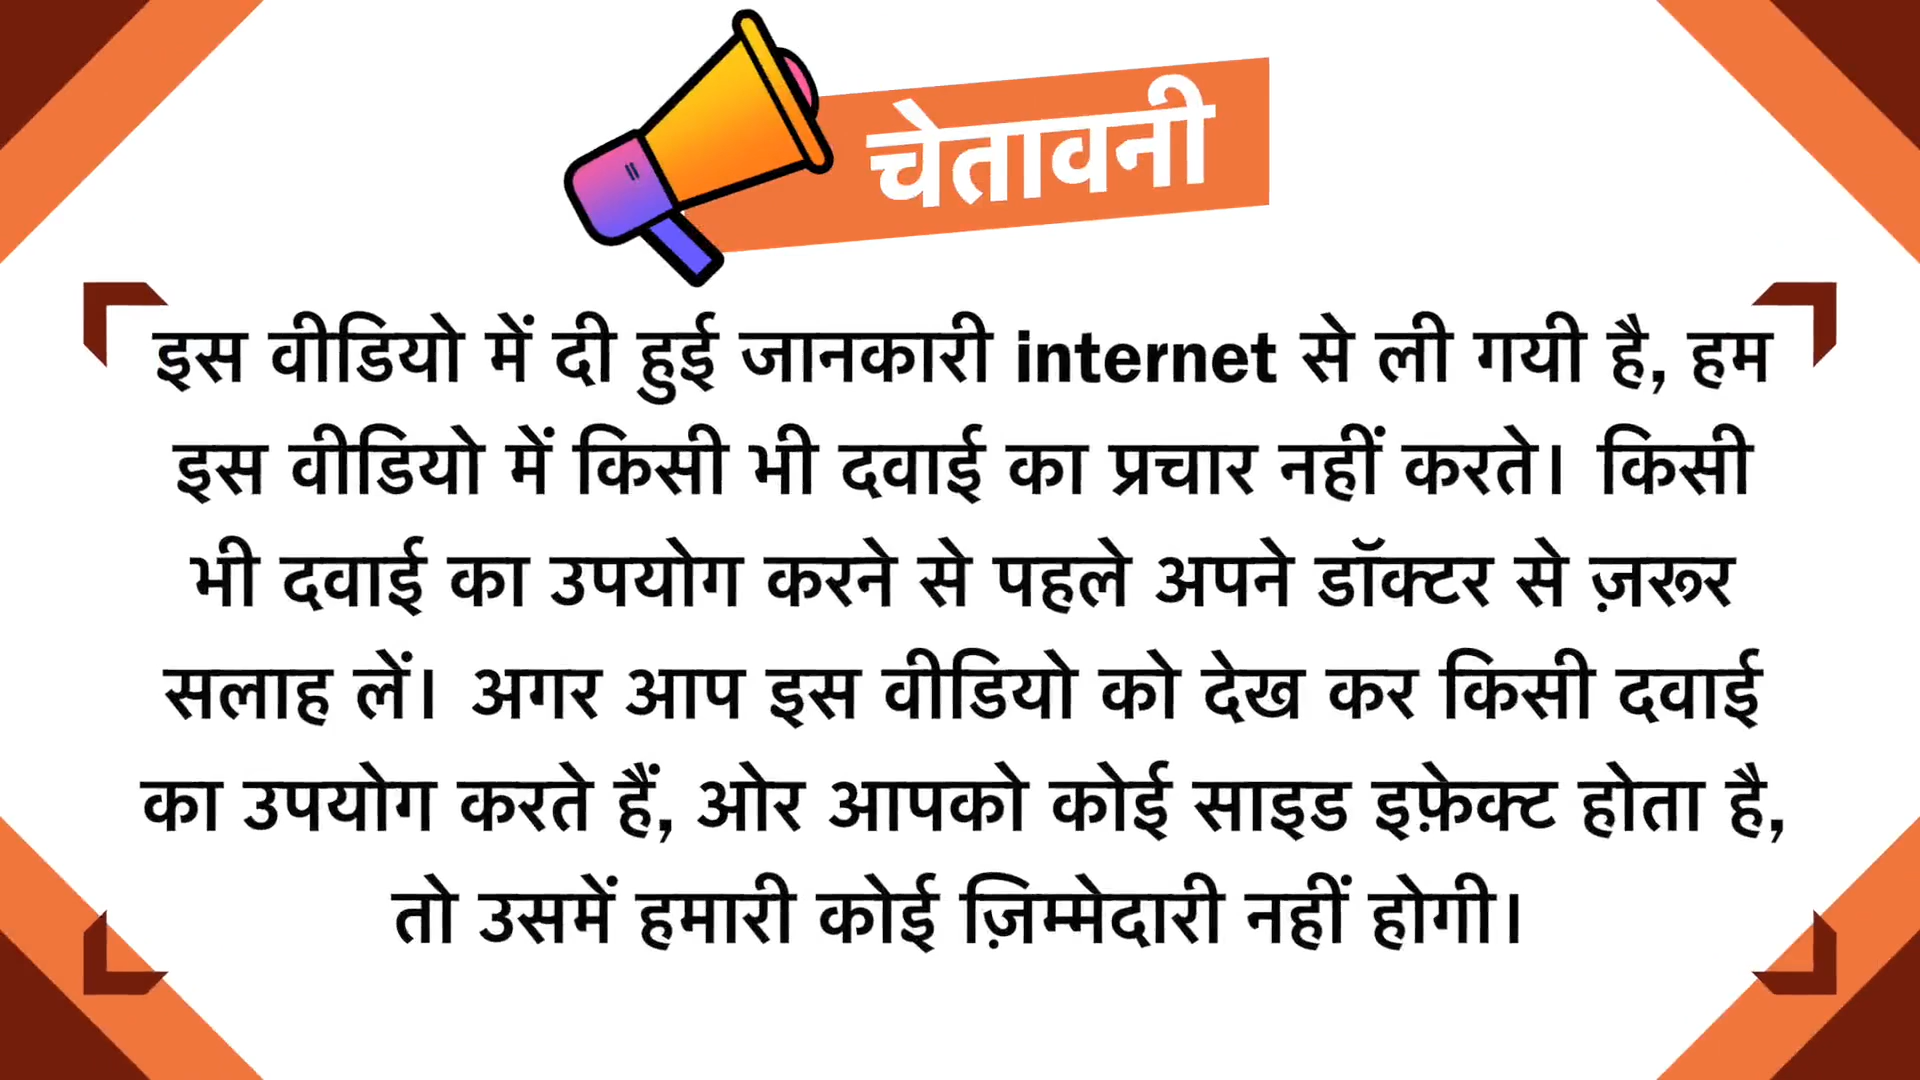 चेतावनी
इस वीडियो में दी हुई जानकारी internet से ली गयी है, हम
इस वीडियो में किसी भी दवाई का प्रचार नहीं करते। किसी
भी दवाई का उपयोग करने से पहले अपने डॉक्टर से ज़रूर
सलाह लें। अगर आप इस वीडियो को देख कर किसी दवाई
का उपयोग करते हैं, ओर आपको कोई साइड इफ़ेक्ट होता है,
तो उसमें हमारी कोई ज़िम्मेदारी नहीं होगी।